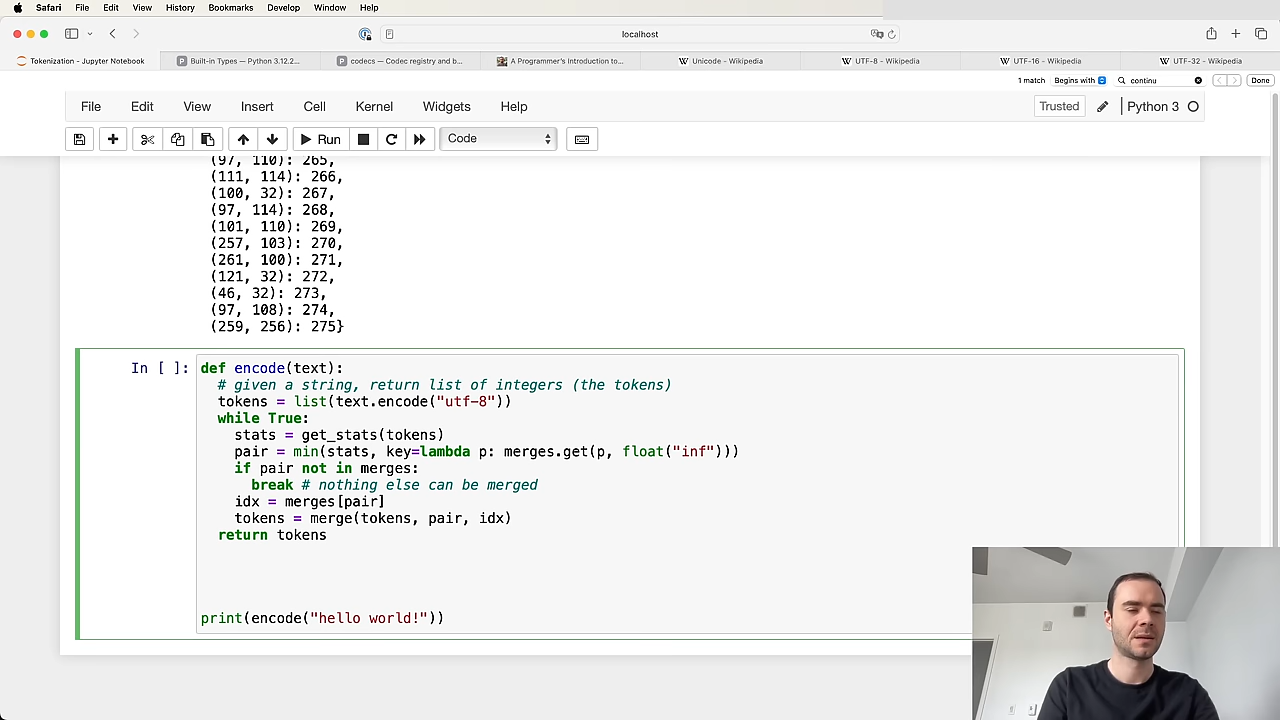 Safari File Edit View History Bookmarks Develop Window Help
localhost
Tokenization - Jupyter Notebook
Built-in Types — Python 3.12.2...
codecs — Codec registry and b...
A Programmer's Introduction to...
Unicode - Wikipedia
UTF-8 - Wikipedia
UTF-16 - Wikipedia
UTF-32 - Wikipedia
1 match Begins with continu Done
File Edit View Insert Cell Kernel Widgets Help Trusted Python 3
Run Code
(97, 110): 265,
(111, 114): 266,
(100, 32): 267,
(97, 114): 268,
(101, 110): 269,
(257, 103): 270,
(261, 100): 271,
(121, 32): 272,
(46, 32): 273,
(97, 108): 274,
(259, 256): 275}
In [ ]: def encode(text):
# given a string, return list of integers (the tokens)
tokens = list(text.encode("utf-8"))
while True:
stats = get_stats(tokens)
pair = min(stats, key=lambda p: merges.get(p, float("inf")))
if pair not in merges:
break # nothing else can be merged
idx = merges[pair]
tokens = merge(tokens, pair, idx)
return tokens
print(encode("hello world!"))